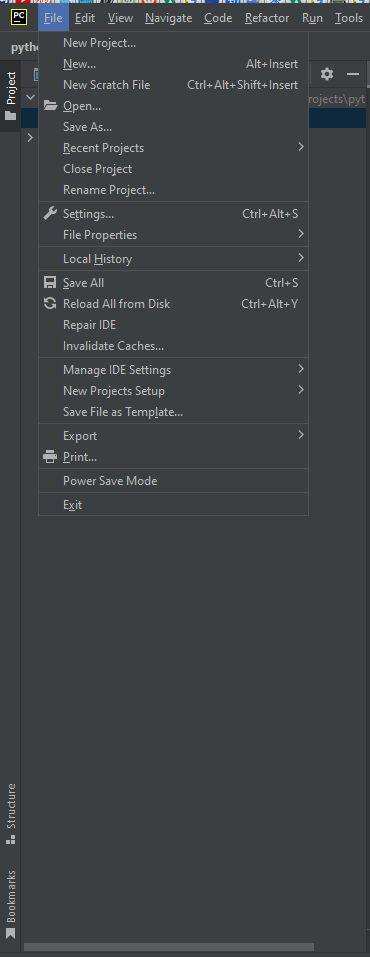 PC File Edit View Navigate Code Refactor Run Tools
pytho
Project
New Project...
New... Alt+Insert
New Scratch File Ctrl+Alt+Shift+Insert
rojects\pyt
Open...
Save As...
Recent Projects
Close Project
Rename Project...
Settings... Ctrl+Alt+S
File Properties
Local History
Save All Ctrl+S
Reload All from Disk Ctrl+Alt+Y
Repair IDE
Invalidate Caches...
Manage IDE Settings
New Projects Setup
Save File as Template...
Export
Print...
Power Save Mode
Exit
Structure
Bookmarks